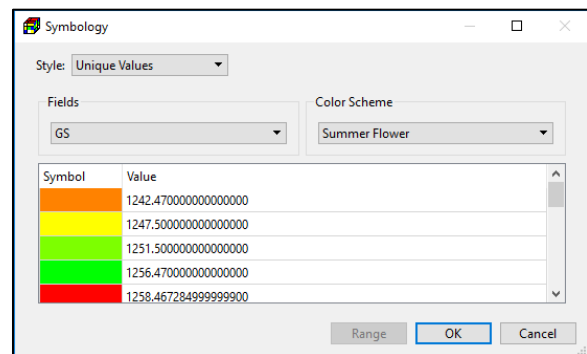 Symbology
Style: Unique Values
Fields
Color Scheme
GS
Summer Flower
Symbol Value
1242.470000000000000
1247.500000000000000
1251.500000000000000
1256.470000000000000
1258.467284999999900
Range OK Cancel